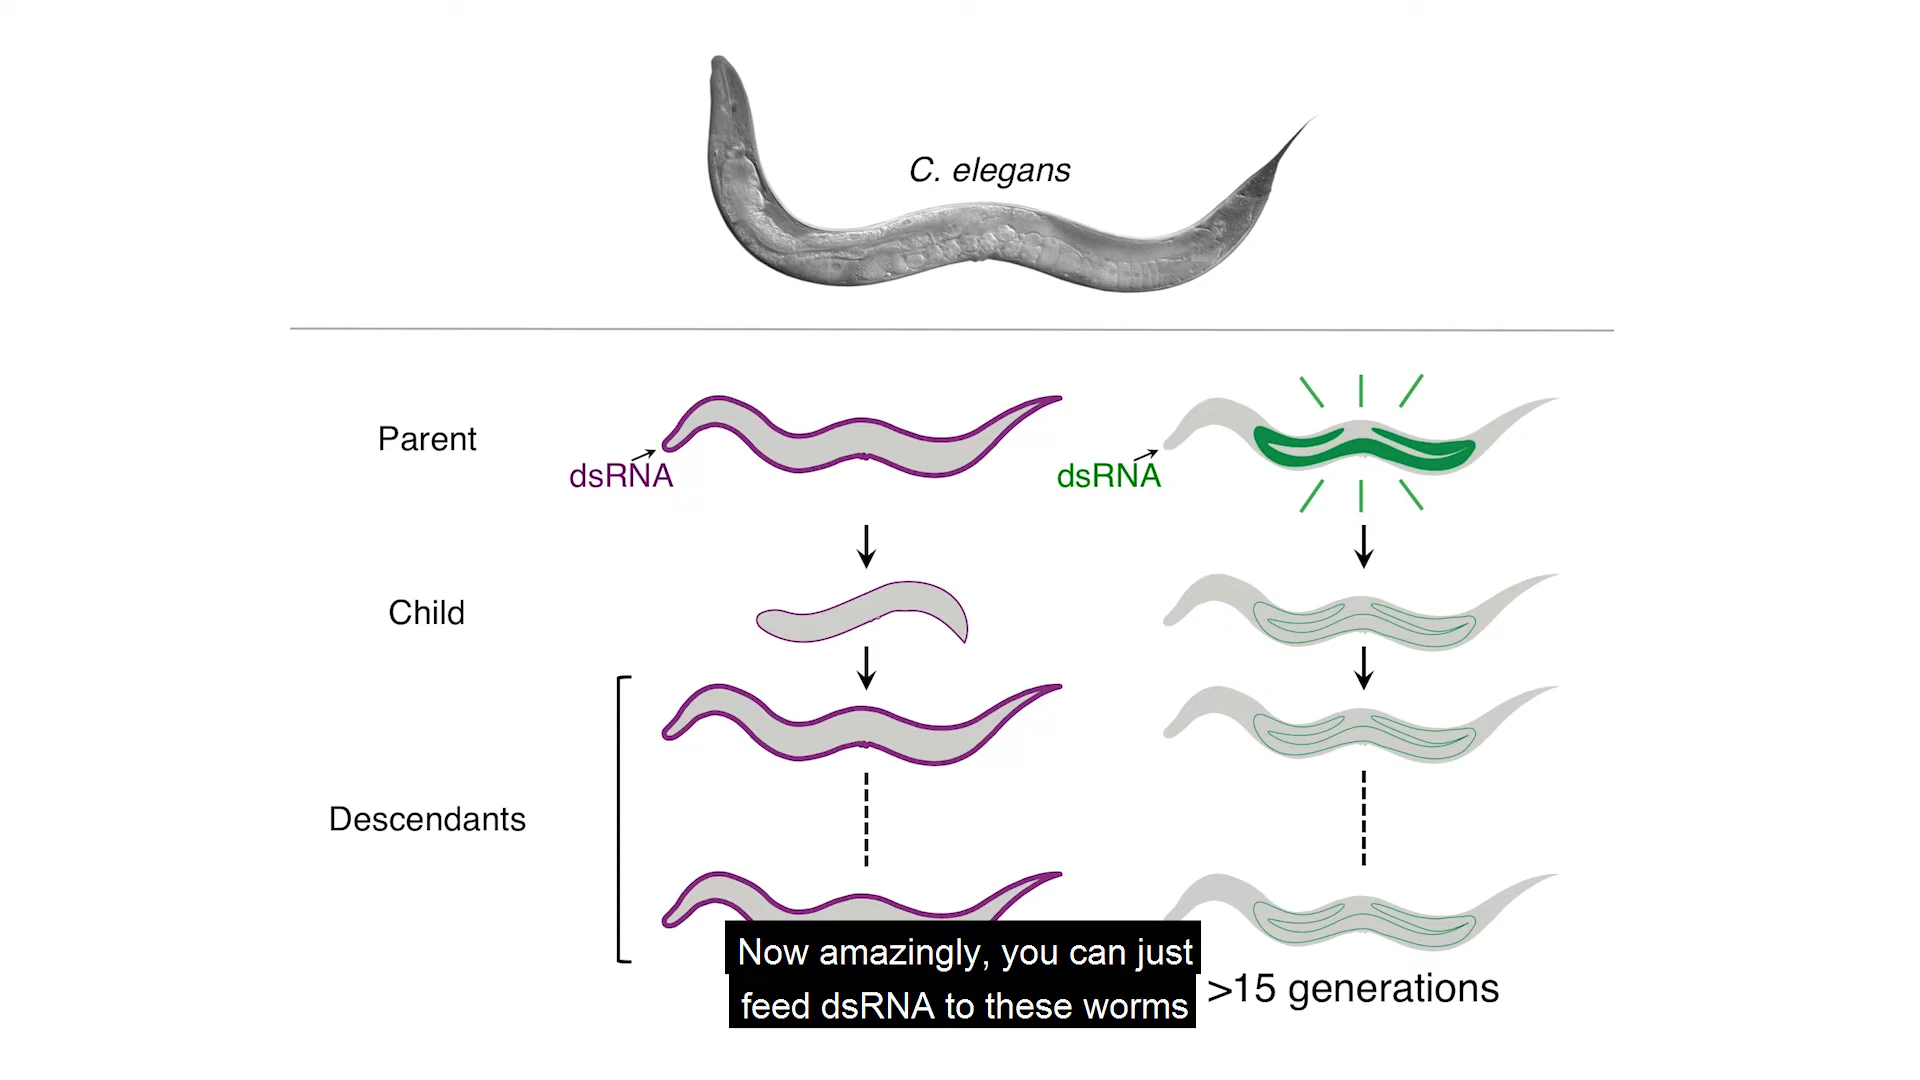 C. elegans
Parent
dsRNA
dsRNA
Child
Descendants
Now amazingly, you can just
feed dsRNA to these worms
>15 generations